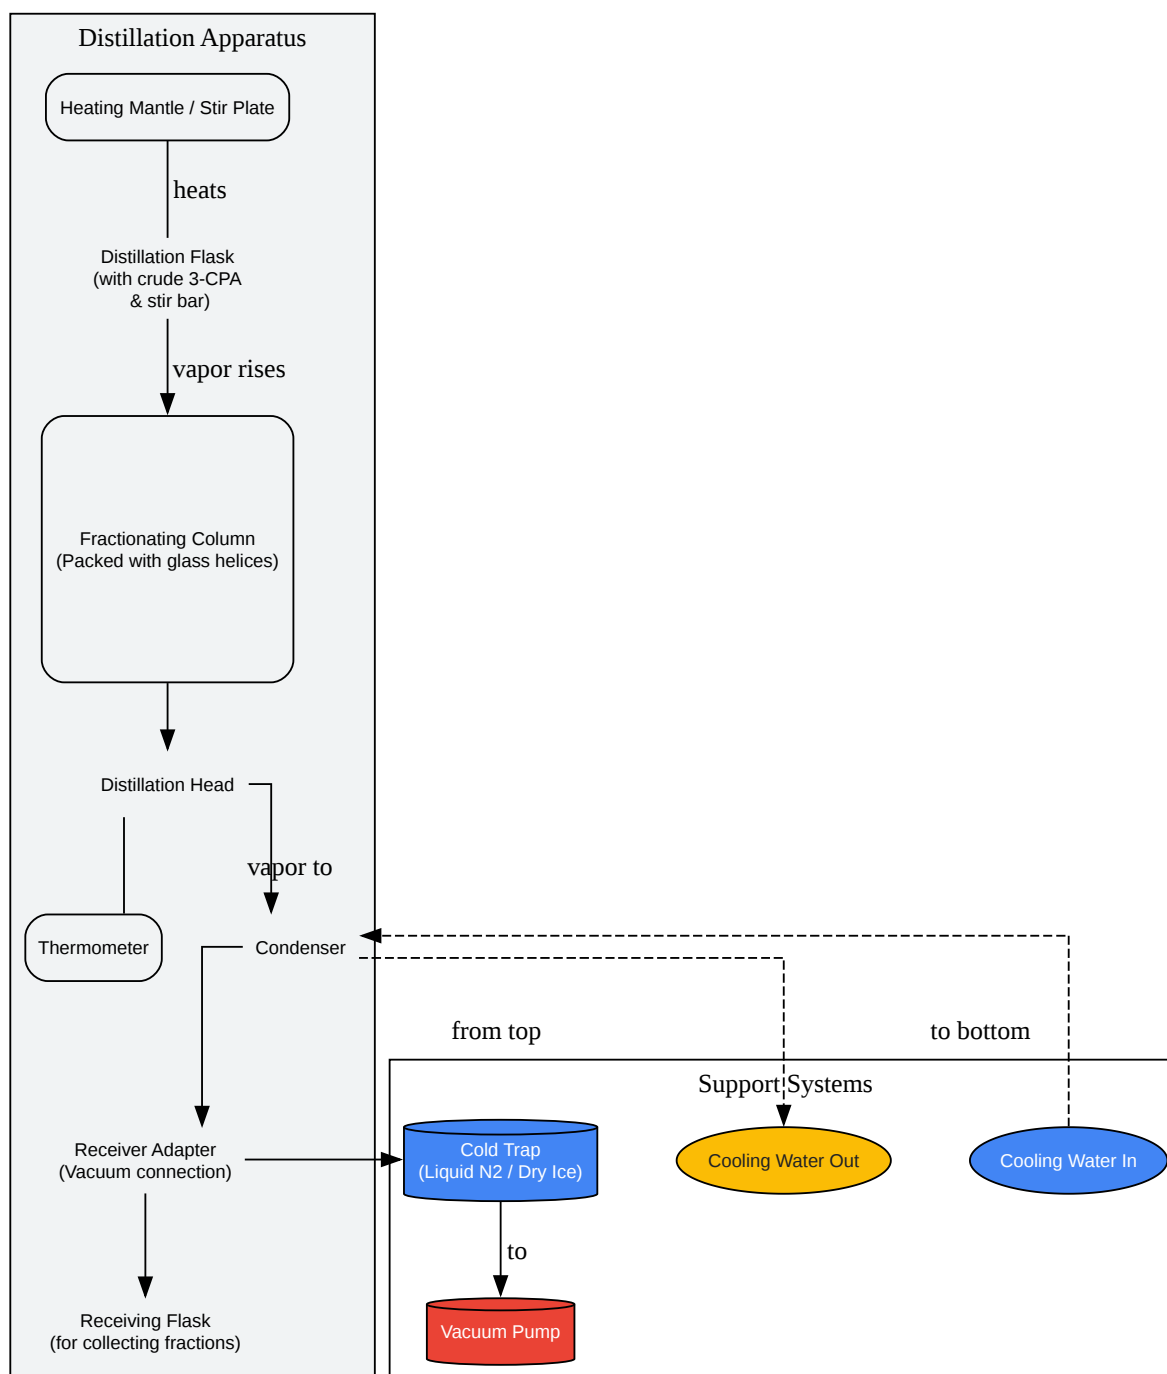 Distillation Apparatus
Heating Mantle / Stir Plate
heats
Distillation Flask
(with crude 3-CPA
& stir bar)
vapor rises
Fractionating Column
(Packed with glass helices)
Distillation Head
vapor to
Thermometer
Condenser
from top
to bottom
Support Systems
Receiver Adapter
(Vacuum connection)
Cold Trap
(Liquid N2 / Dry Ice)
Cooling Water Out
Cooling Water In
to
Receiving Flask
(for collecting fractions)
Vacuum Pump